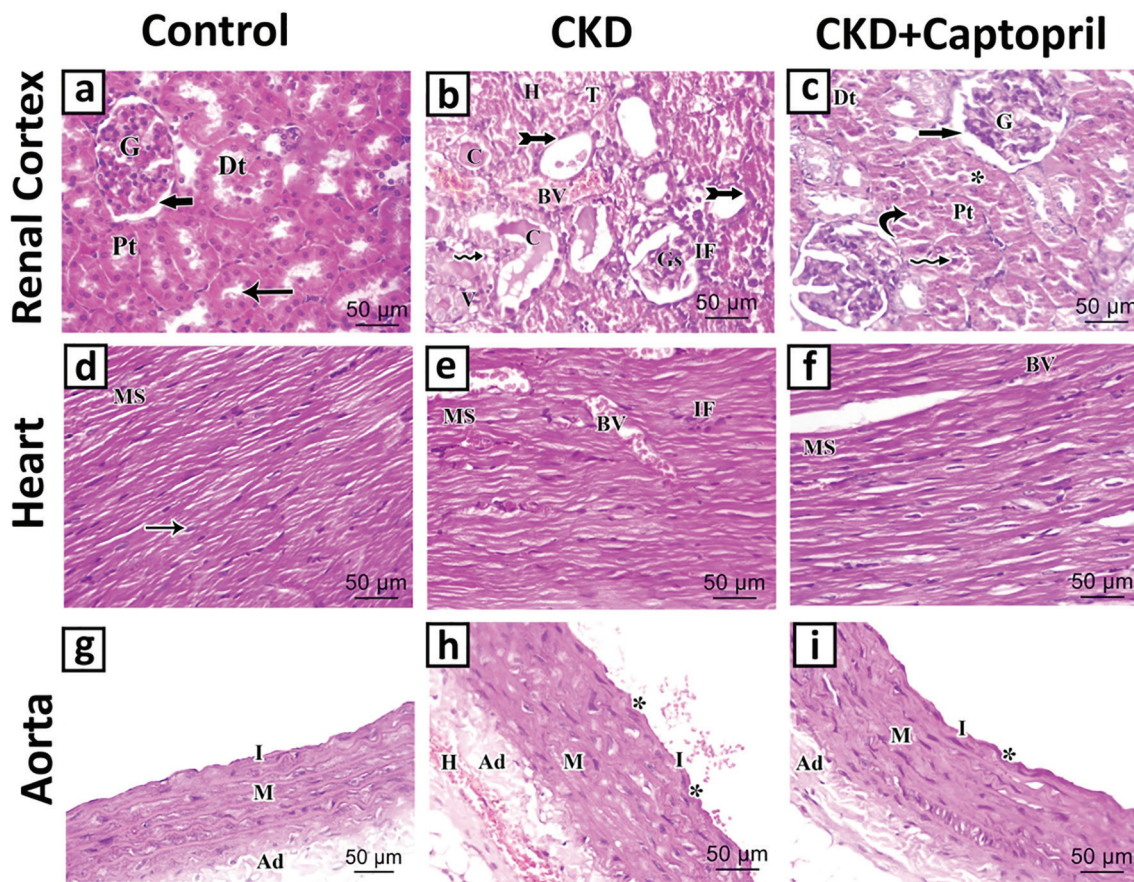 Control
CKD
CKD+Captopril
Renal Cortex
a
G
Dt
Pt
50 µm
b
H
T
C
BV
C
Gs
IF
V
50 µm
c
Dt
G
*
Pt
50 µm
Heart
d
MS
50 µm
e
MS
BV
IF
50 µm
f
BV
MS
50 µm
Aorta
g
I
M
Ad
50 µm
h
*
H Ad M I
*
50 µm
i
M I *
Ad
50 µm